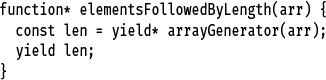 function* elementsFollowedByLength(arr) {
  const len = yield* arrayGenerator(arr);
  yield len;
}